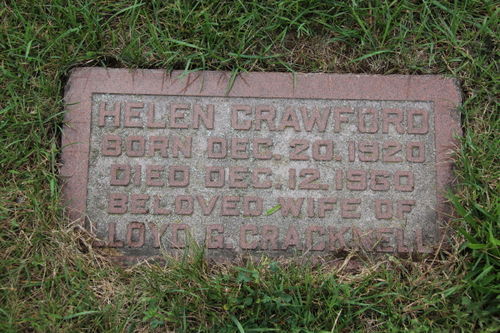 HELEN CRAWFORD
BORN DEC. 20. 1920
DIED DEC. 12. 1960
BELOVED WIFE OF
LLOYD G. CRACKNELL